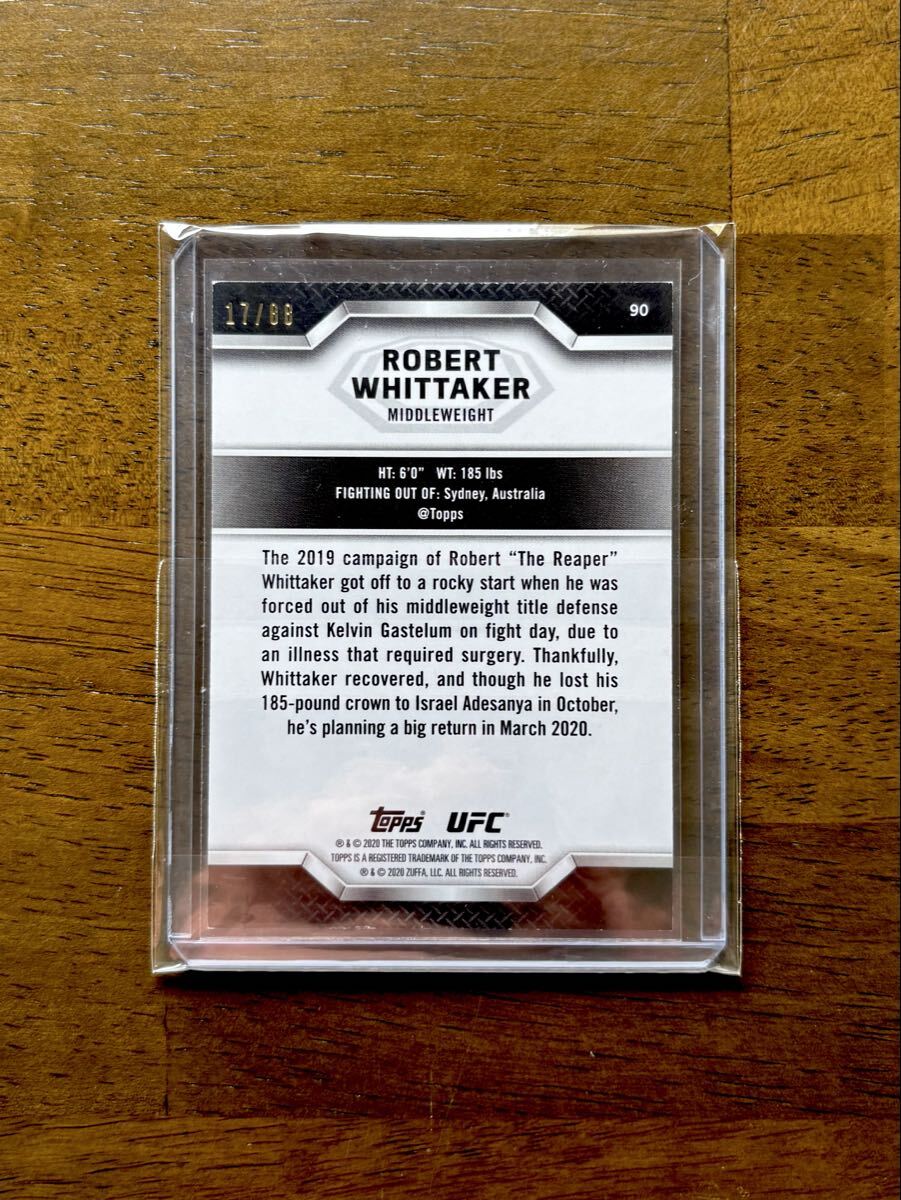 17/88
90
ROBERT
WHITTAKER
MIDDLEWEIGHT
HT: 6'0" WT: 185 lbs
FIGHTING OUT OF: Sydney, Australia
@Topps
The 2019 campaign of Robert “The Reaper”
Whittaker got off to a rocky start when he was
forced out of his middleweight title defense
against Kelvin Gastelum on fight day, due to
an illness that required surgery. Thankfully,
Whittaker recovered, and though he lost his
185-pound crown to Israel Adesanya in October,
he's planning a big return in March 2020.
Topps® UFC®
® & © 2020 THE TOPPS COMPANY, INC. ALL RIGHTS RESERVED.
TOPPS IS A REGISTERED TRADEMARK OF THE TOPPS COMPANY, INC.
® & © 2020 ZUFFA, LLC. ALL RIGHTS RESERVED.